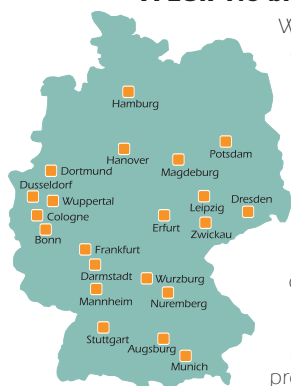 Hamburg
Hanover
Potsdam
Magdeburg
Dortmund
Dusseldorf
Wuppertal
Cologne
Bonn
Leipzig
Dresden
Erfurt
Zwickau
Frankfurt
Darmstadt
Mannheim
Wurzburg
Nuremberg
Stuttgart
Augsburg
Munich